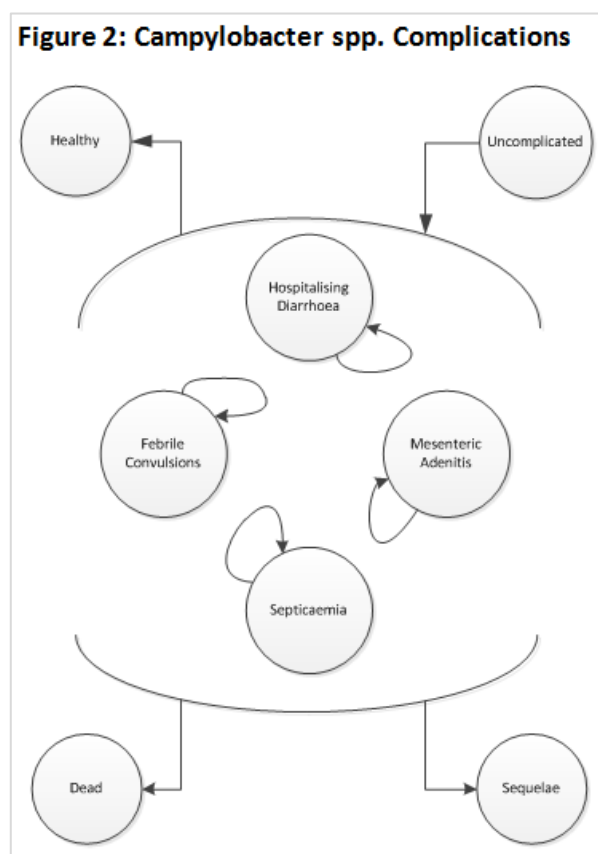 Figure 2: Campylobacter spp. Complications
Healthy
Uncomplicated
Hospitalising
Diarrhoea
Febrile
Convulsions
Mesenteric
Adenitis
Septicaemia
Dead
Sequelae